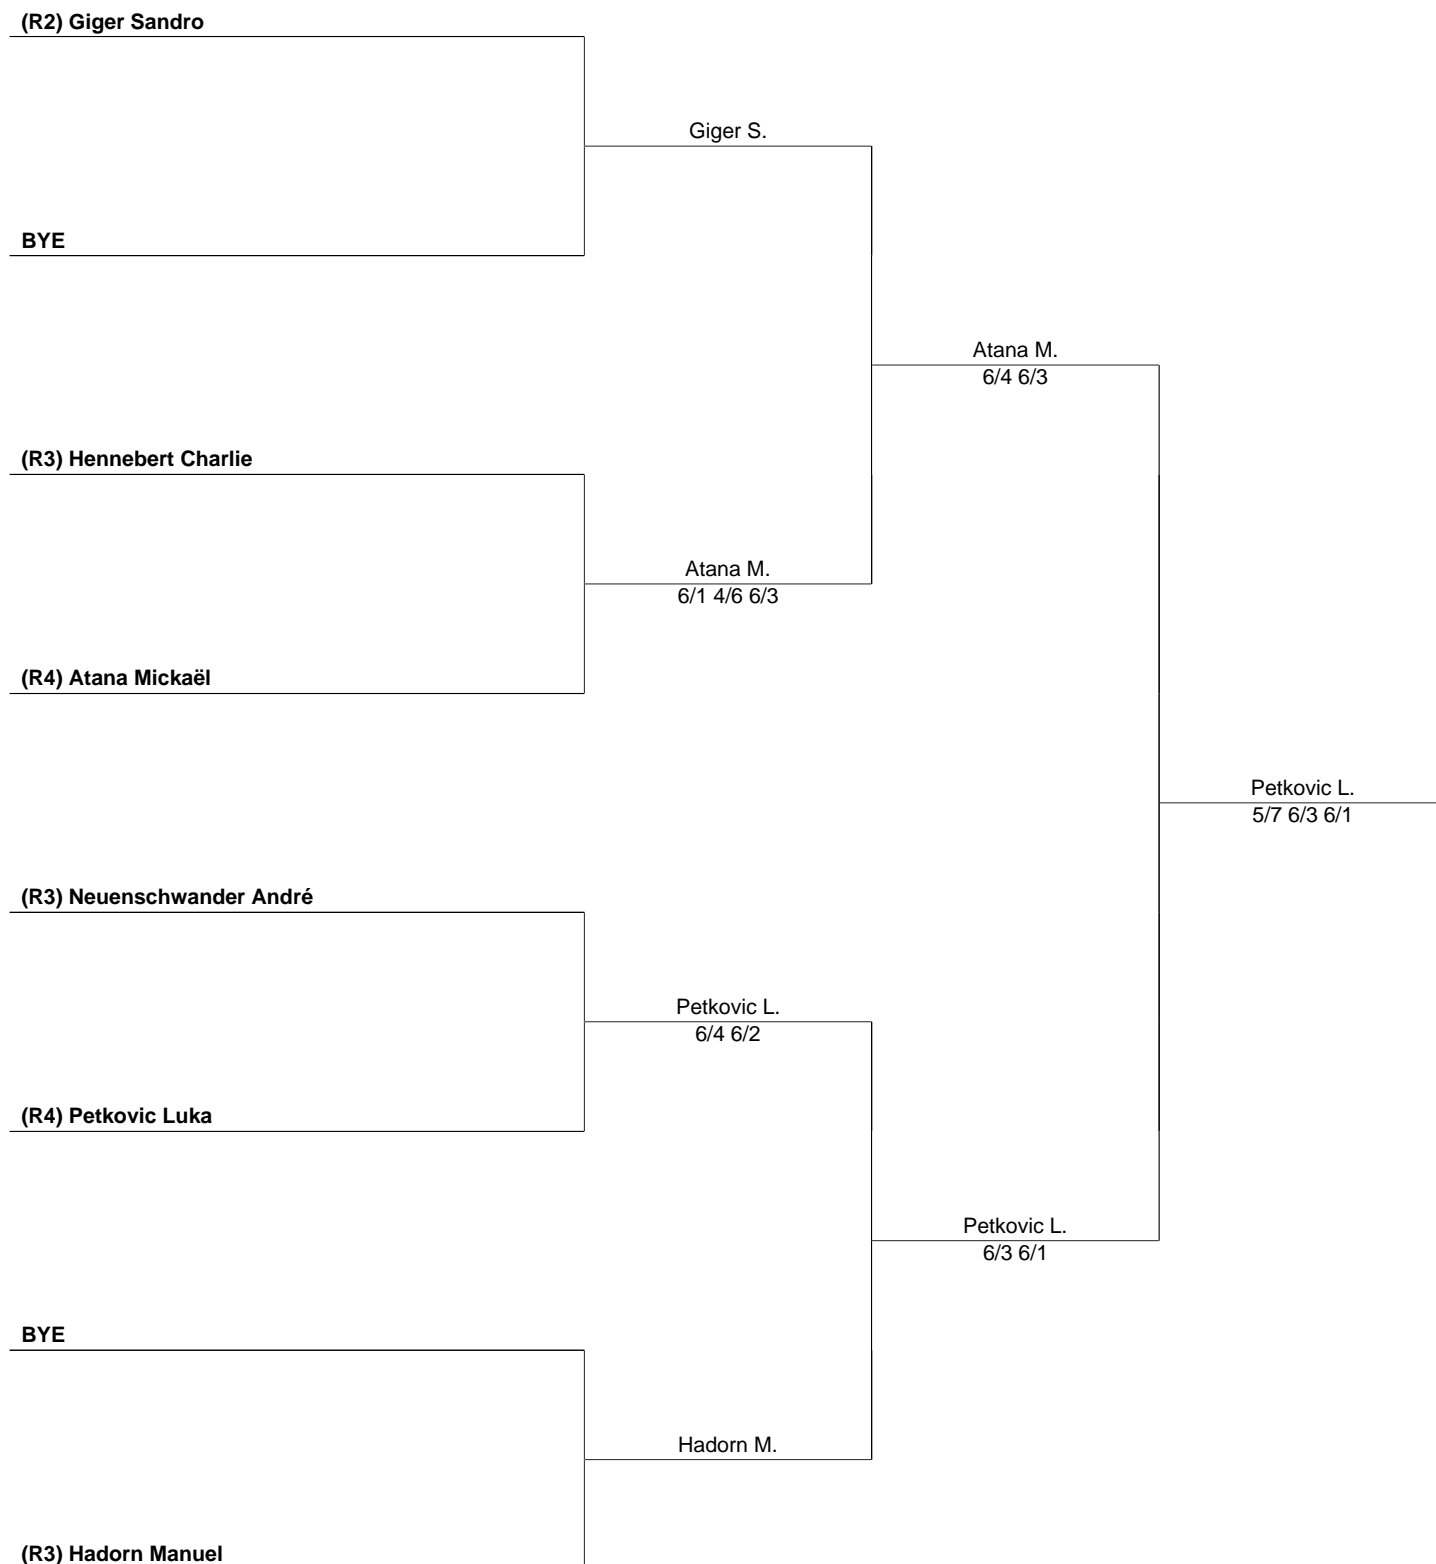 (R2) Giger Sandro
Giger S.
BYE
Atana M.
6/4 6/3
(R3) Hennebert Charlie
Atana M.
6/1 4/6 6/3
(R4) Atana Mickaël
Petkovic L.
5/7 6/3 6/1
(R3) Neuenschwander André
Petkovic L.
6/4 6/2
(R4) Petkovic Luka
Petkovic L.
6/3 6/1
BYE
Hadorn M.
(R3) Hadorn Manuel